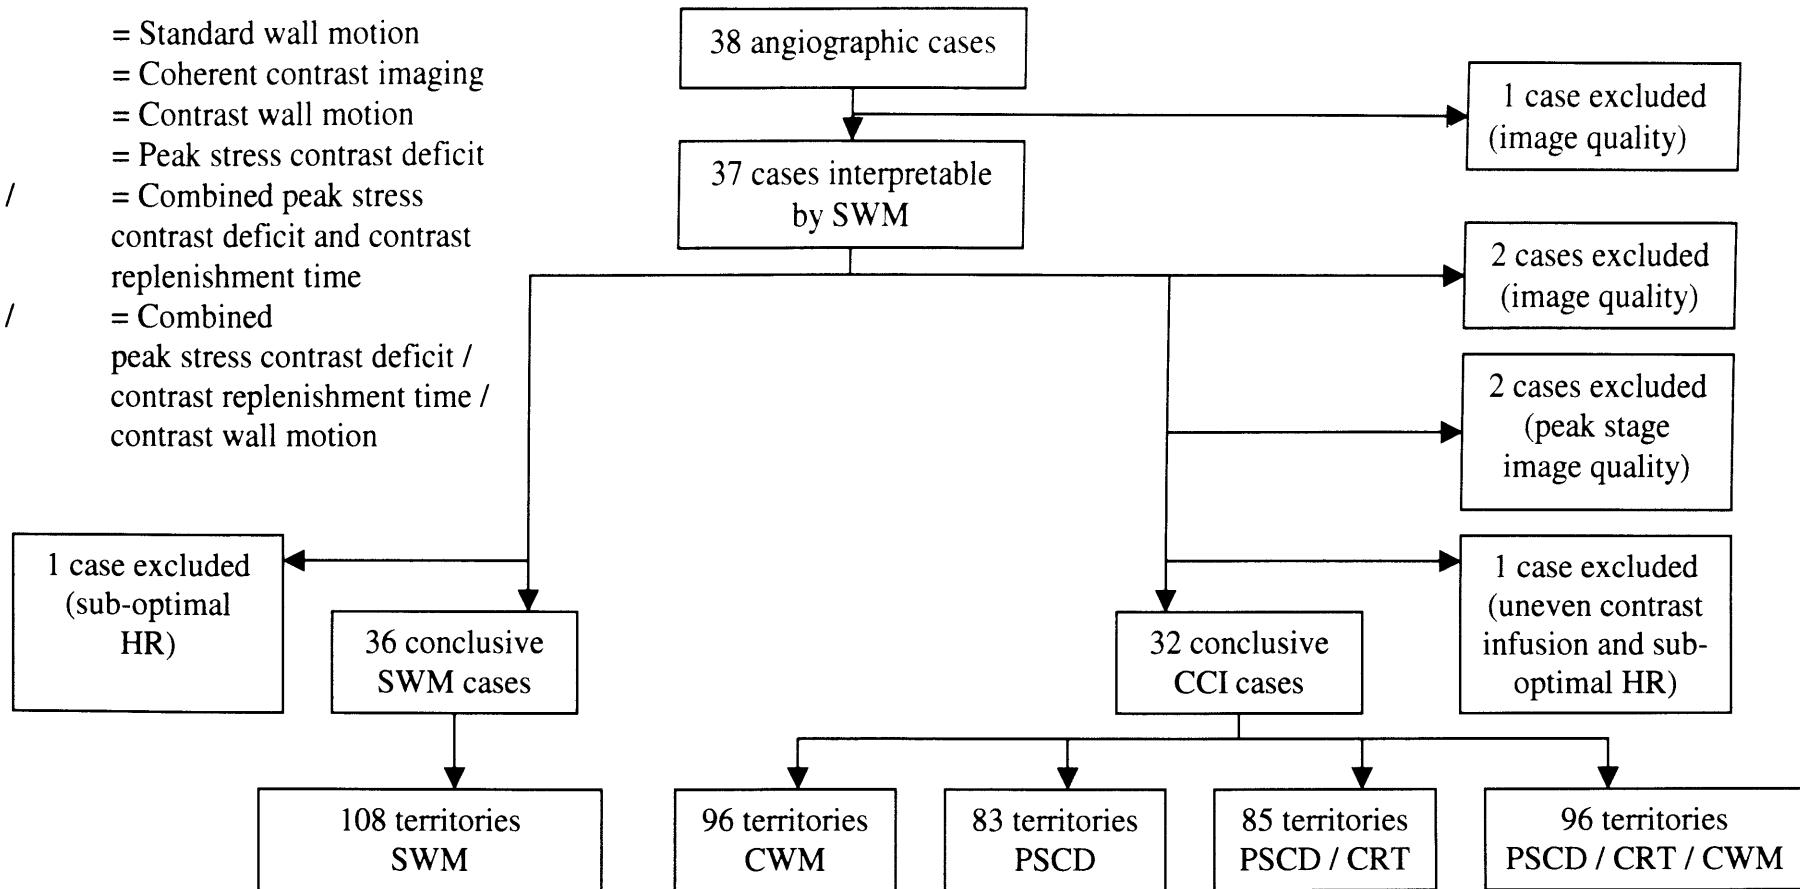 = Standard wall motion
= Coherent contrast imaging
= Contrast wall motion
= Peak stress contrast deficit
/ = Combined peak stress
contrast deficit and contrast
replenishment time
/ = Combined
peak stress contrast deficit /
contrast replenishment time /
contrast wall motion
38 angiographic cases
1 case excluded
(image quality)
37 cases interpretable
by SWM
2 cases excluded
(image quality)
2 cases excluded
(peak stage
image quality)
1 case excluded
(sub-optimal
HR)
36 conclusive
SWM cases
32 conclusive
CCI cases
1 case excluded
(uneven contrast
infusion and sub-
optimal HR)
108 territories
SWM
96 territories
CWM
83 territories
PSCD
85 territories
PSCD / CRT
96 territories
PSCD / CRT / CWM